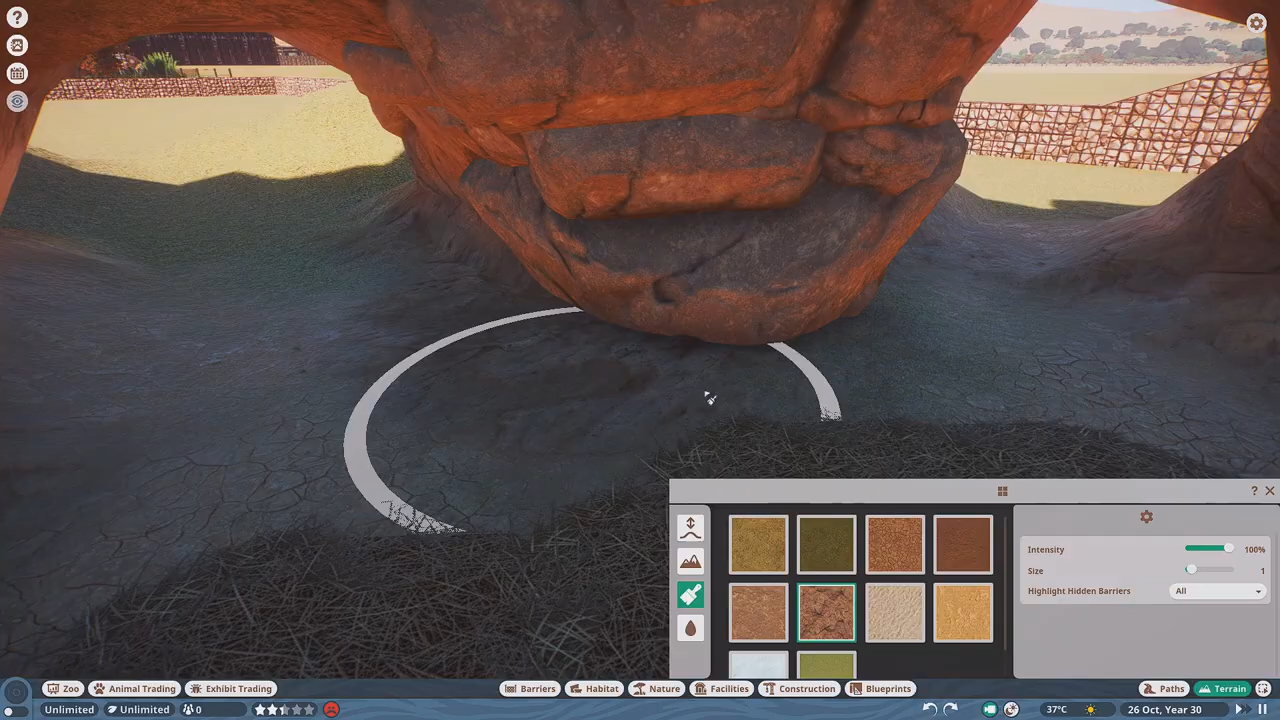 ?
?
Intensity 100%
Size 1
Highlight Hidden Barriers All
Zoo Animal Trading Exhibit Trading Barriers Habitat Nature Facilities Construction Blueprints Paths Terrain
Unlimited Unlimited 0 37°C 26 Oct, Year 30